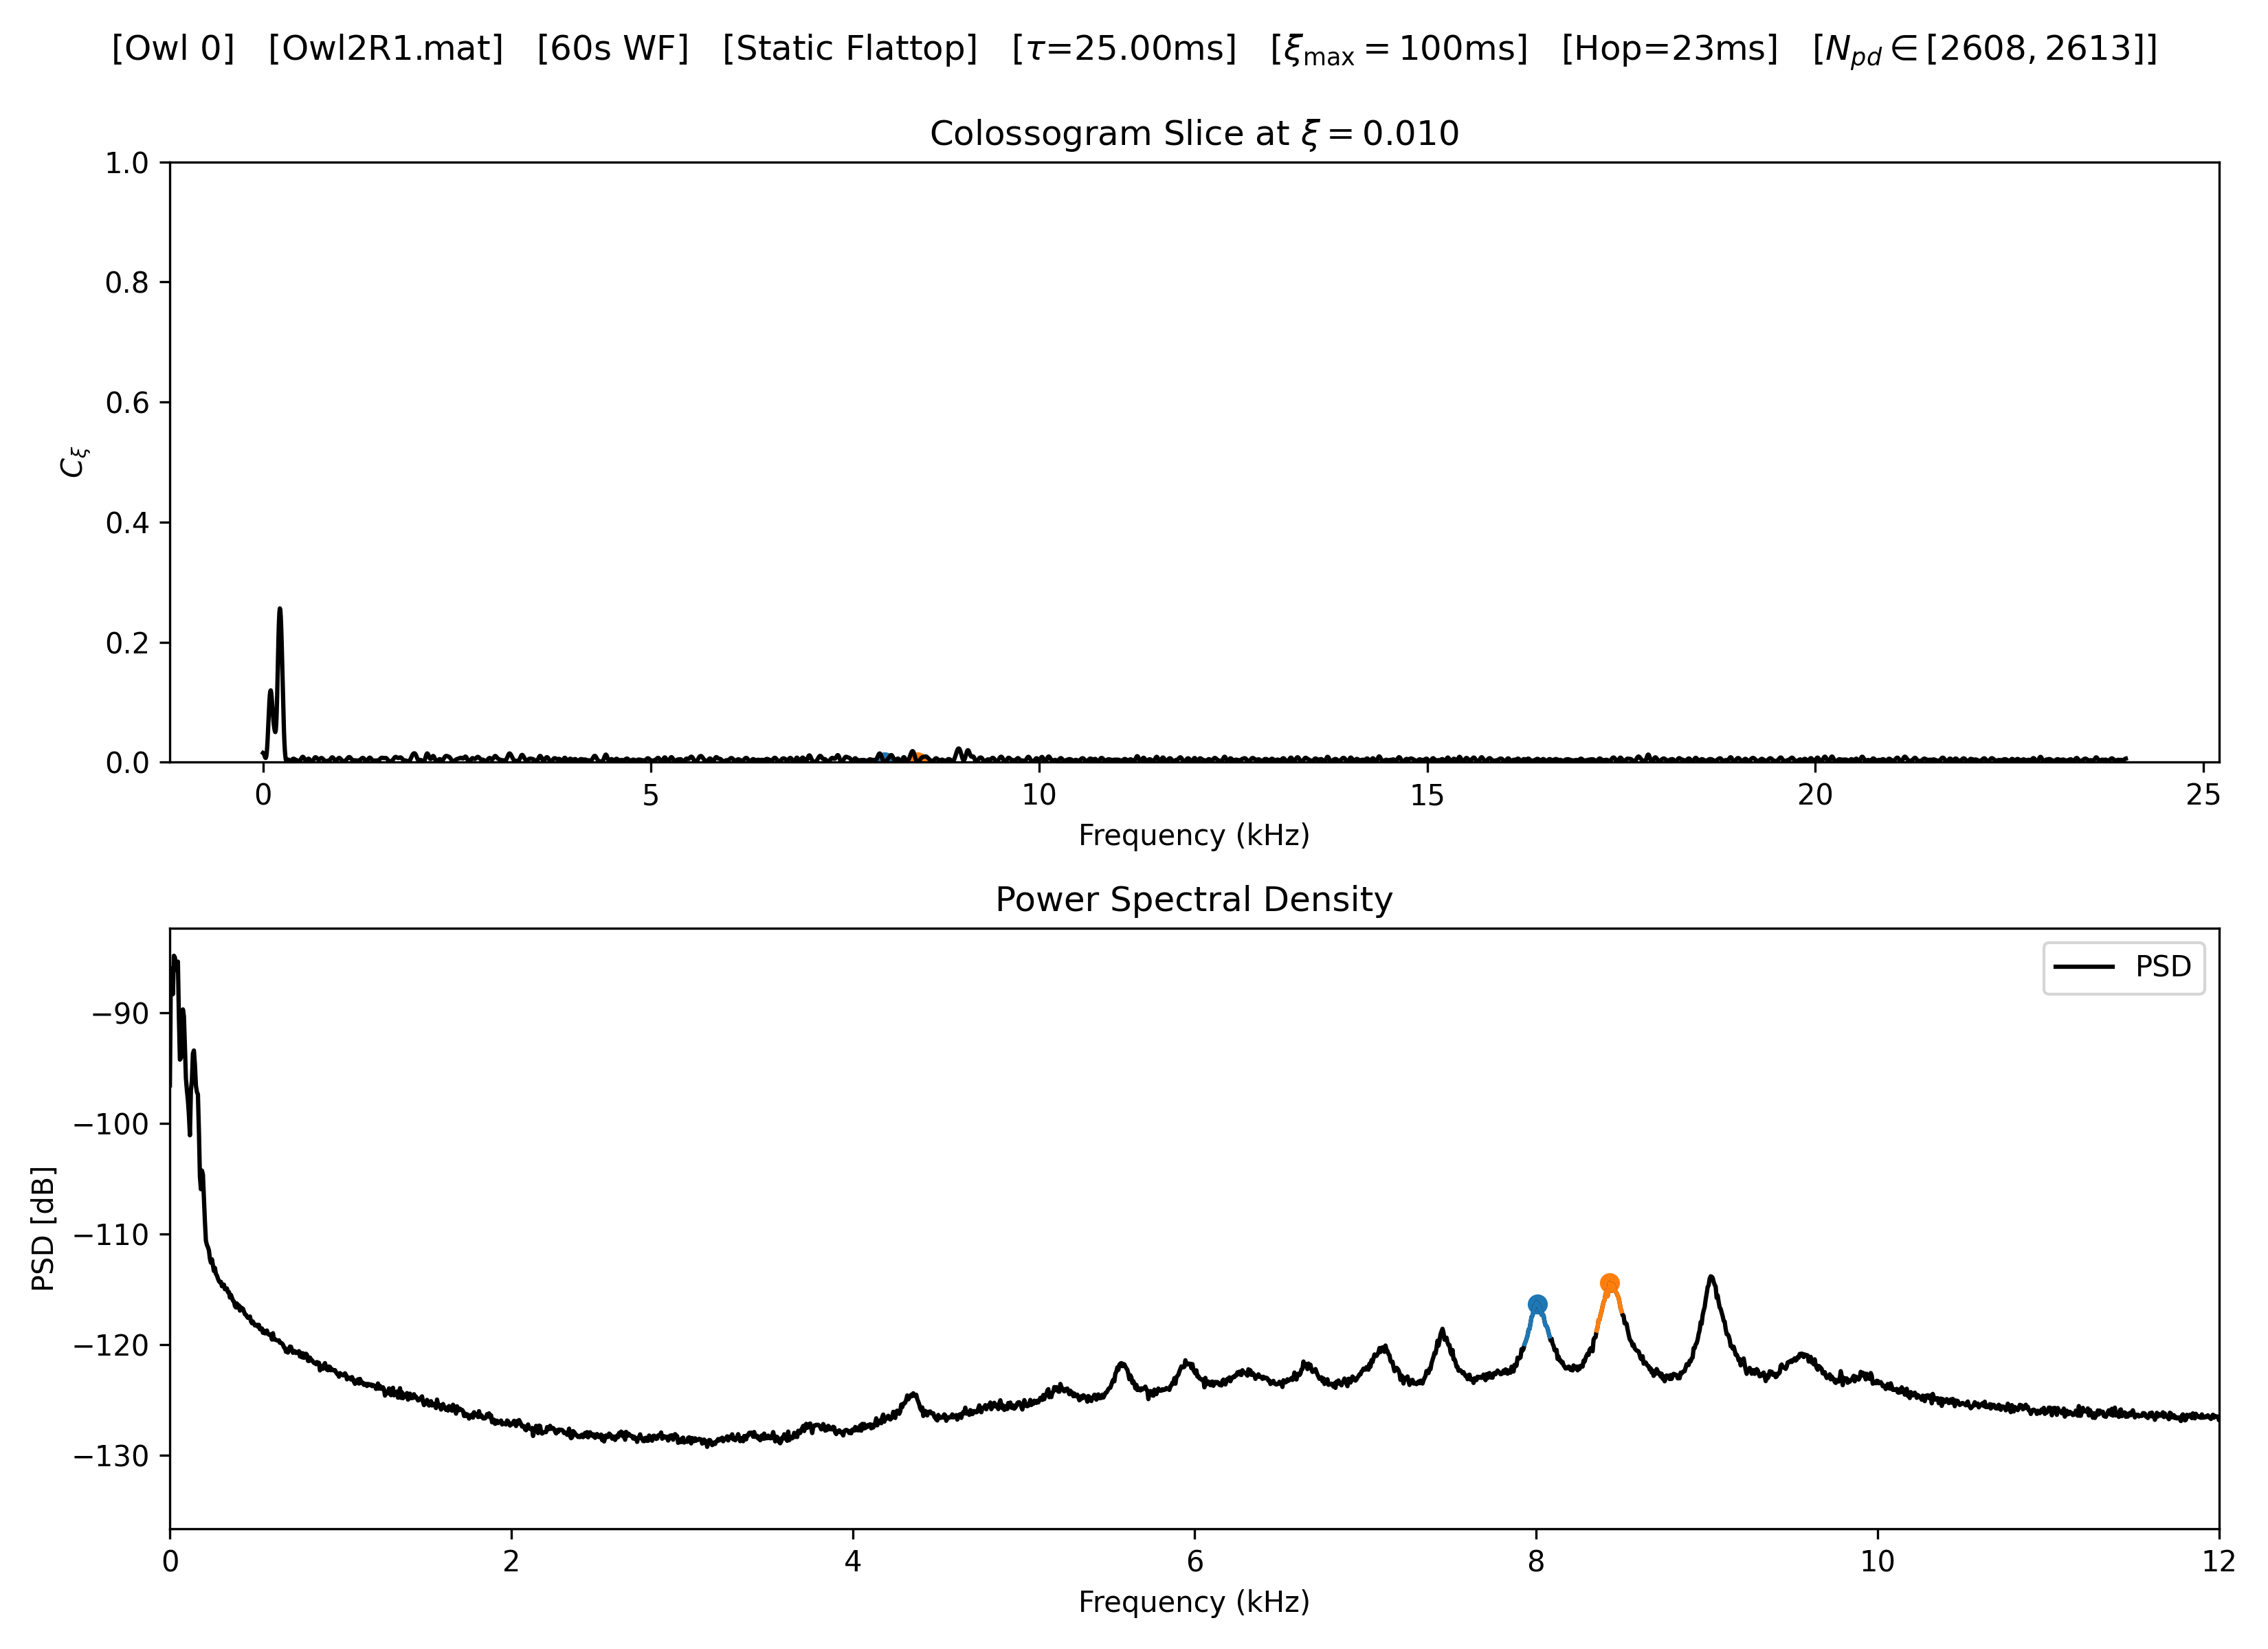 [Owl 0] [Owl2R1.mat] [60s WF] [Static Flattop] [τ=25.00ms] [ξmax = 100ms] [Hop=23ms] [Npd ∈ [2608, 2613]]
Colossogram Slice at ξ = 0.010
1.0
0.8
0.6
0.4
0.2
0.0
Cξ
0 5 10 15 20 25
Frequency (kHz)
Power Spectral Density
PSD
−90
−100
−110
−120
−130
PSD [dB]
0 2 4 6 8 10 12
Frequency (kHz)